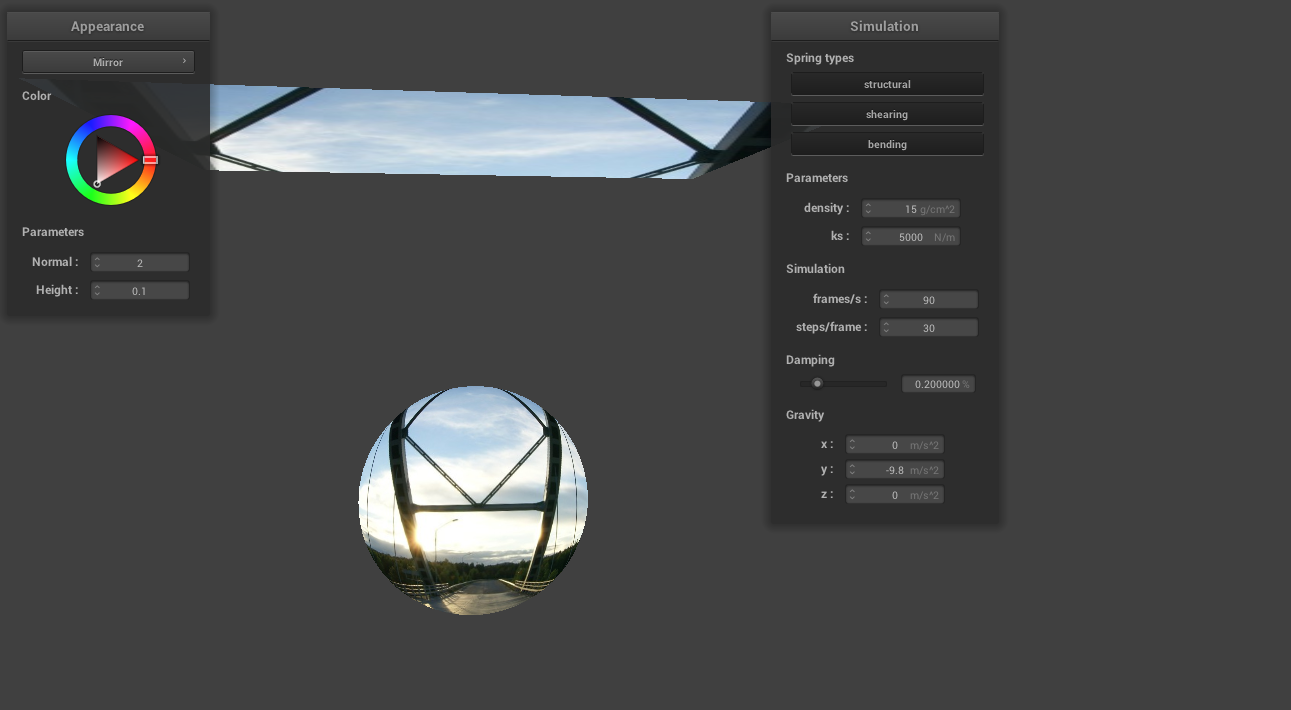 Appearance
Mirror
Color
Parameters
Normal :
2
Height :
0.1
Simulation
Spring types
structural
shearing
bending
Parameters
density :
15 g/cm^2
ks :
5000 N/m
Simulation
frames/s :
90
steps/frame :
30
Damping
0.200000 %
Gravity
x :
0 m/s^2
y :
-9.8 m/s^2
z :
0 m/s^2